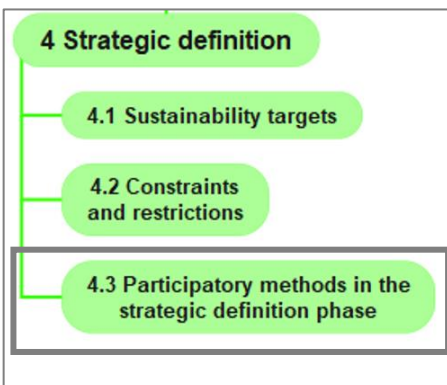 4 Strategic definition
4.1 Sustainability targets
4.2 Constraints
and restrictions
4.3 Participatory methods in the
strategic definition phase